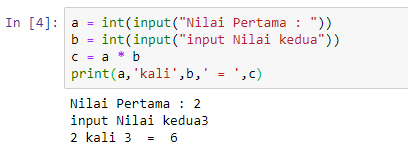 In [4]: a = int(input("Nilai Pertama : "))
b = int(input("input Nilai kedua"))
c = a * b
print(a,'kali',b,' = ',c)
Nilai Pertama : 2
input Nilai kedua3
2 kali 3  =  6